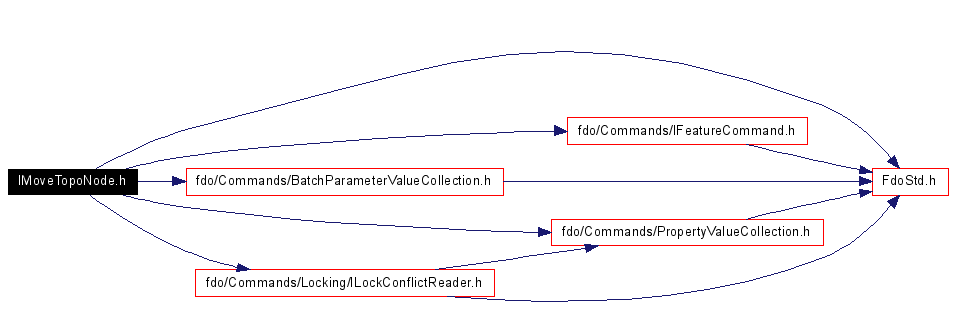 fdo/Commands/IFeatureCommand.h
IMoveTopoNode.h
fdo/Commands/BatchParameterValueCollection.h
FdoStd.h
fdo/Commands/PropertyValueCollection.h
fdo/Commands/Locking/ILockConflictReader.h